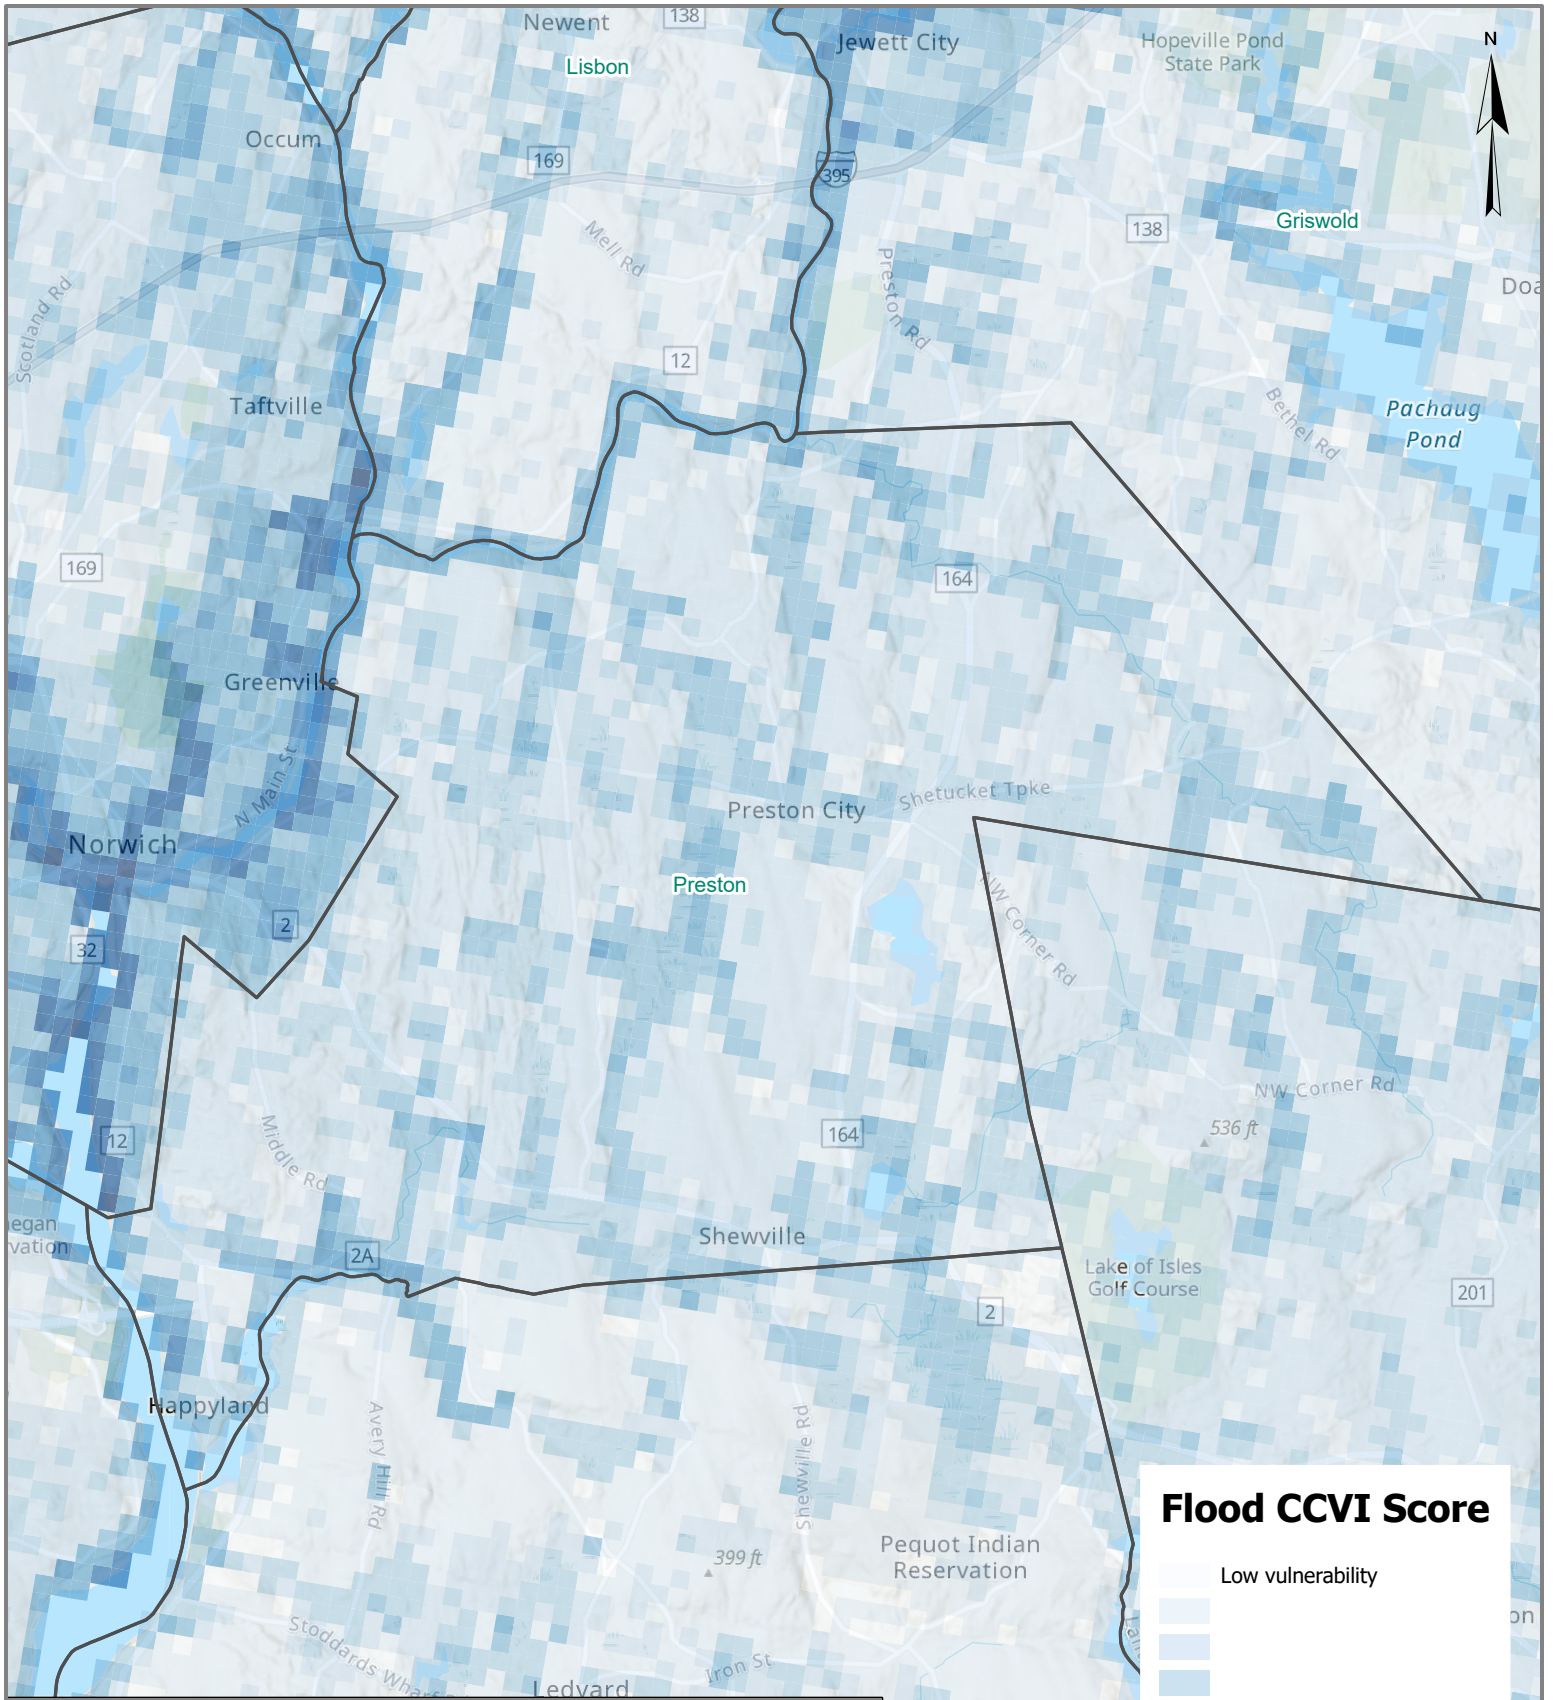 Newent
138
Jewett City
Hopeville Pond
State Park
N
Lisbon
Occum
169
395
138
Griswold
Mell Rd
Preston Rd
Scotland Rd
12
Taftville
Bethel Rd
Pachaug
Pond
169
164
Greenville
N Main St
Norwich
Preston City
Shetucket Tpke
Preston
NW Corner Rd
2
32
NW Corner Rd
536 ft
12
164
Middle Rd
2A
Shewville
Lake of Isles
Golf Course
201
2
Happyland
Avery Hill Rd
Shewville Rd
Pequot Indian
Reservation
399 ft
Stoddards Wharf
Iron St
Ledyard
Flood CCVI Score
Low vulnerability